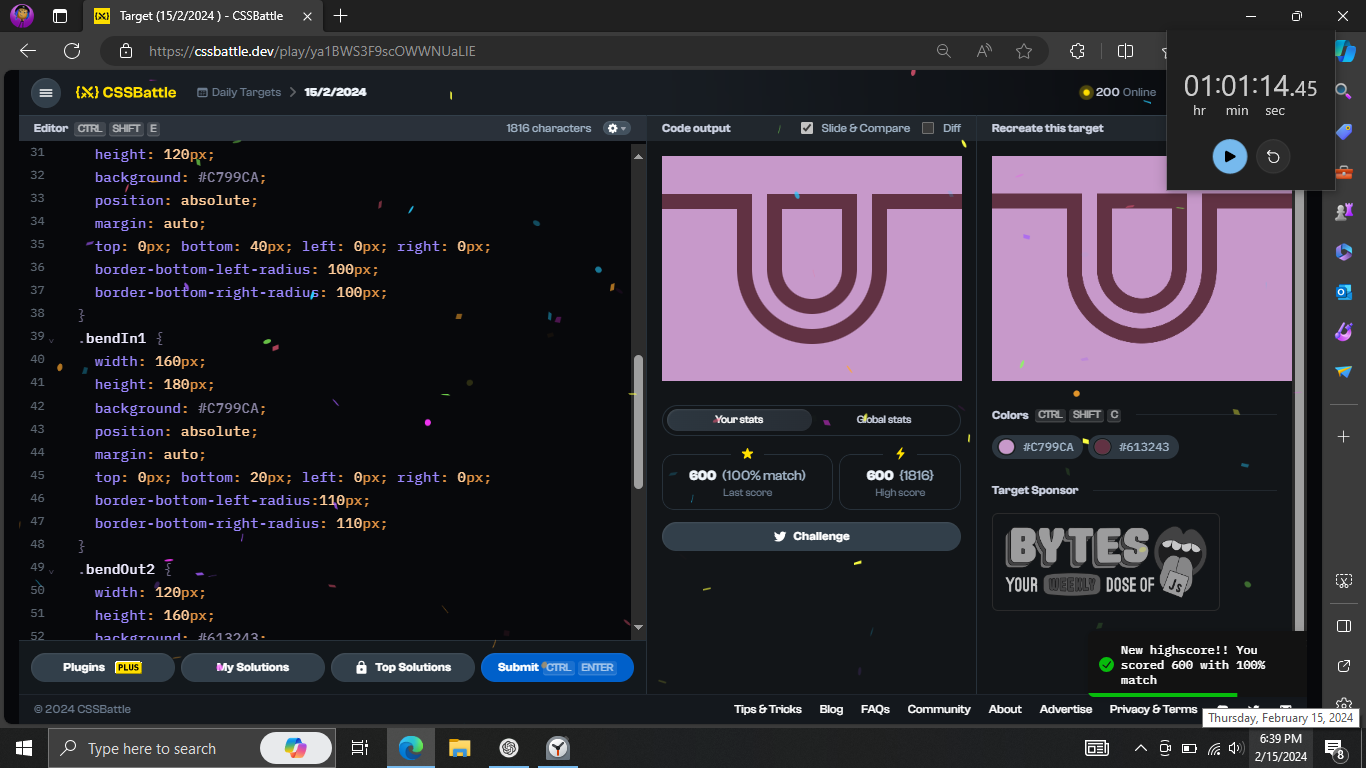 Target (15/2/2024 ) - CSSBattle
https://cssbattle.dev/play/ya1BWS3F9scOWWNUaLIE
01:01:14.45
hr min sec
{X} CSSBattle
Daily Targets > 15/2/2024
200 Online
Editor CTRL SHIFT E
1816 characters
Code output
Slide & Compare
Diff
Recreate this target
31 height: 120px;
32 background: #C799CA;
33 position: absolute;
34 margin: auto;
35 top: 0px; bottom: 40px; left: 0px; right: 0px;
36 border-bottom-left-radius: 100px;
37 border-bottom-right-radius: 100px;
38 }
39 .bendIn1 {
40 width: 160px;
41 height: 180px;
42 background: #C799CA;
43 position: absolute;
44 margin: auto;
45 top: 0px; bottom: 20px; left: 0px; right: 0px;
46 border-bottom-left-radius:110px;
47 border-bottom-right-radius: 110px;
48 }
49 .bendOut2 {
50 width: 120px;
51 height: 160px;
52 background: #613243;
Your stats
Global stats
600 (100% match)
Last score
600 {1816}
High score
Challenge
Colors CTRL SHIFT C
#C799CA
#613243
Target Sponsor
BYTES
YOUR WEEKLY DOSE OF JS
Plugins PLUS
My Solutions
Top Solutions
Submit CTRL ENTER
New highscore!! You
scored 600 with 100%
match
© 2024 CSSBattle
Tips & Tricks Blog FAQs Community About Advertise Privacy & Terms
Thursday, February 15, 2024
Type here to search
6:39 PM
2/15/2024
8